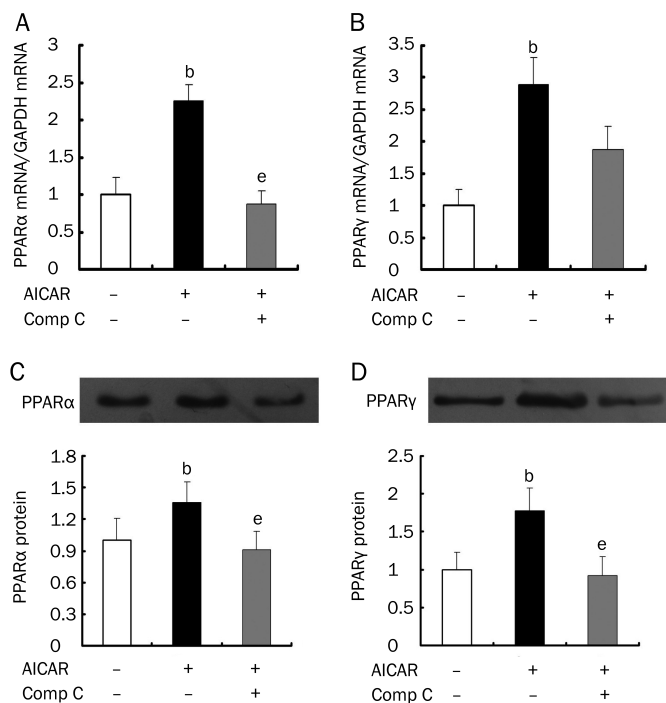 A
PPARα mRNA/GAPDH mRNA
3
2.5
2
1.5
1
0.5
0
b
e
AICAR – + +
Comp C – – +
B
PPARγ mRNA/GAPDH mRNA
3.5
3
2.5
2
1.5
1
0.5
0
b
AICAR – + +
Comp C – – +
C
PPARα
PPARα protein
1.8
1.5
1.2
0.9
0.6
0.3
0
b
e
AICAR – + +
Comp C – – +
D
PPARγ
PPARγ protein
2.5
2
1.5
1
0.5
0
b
e
AICAR – + +
Comp C – – +